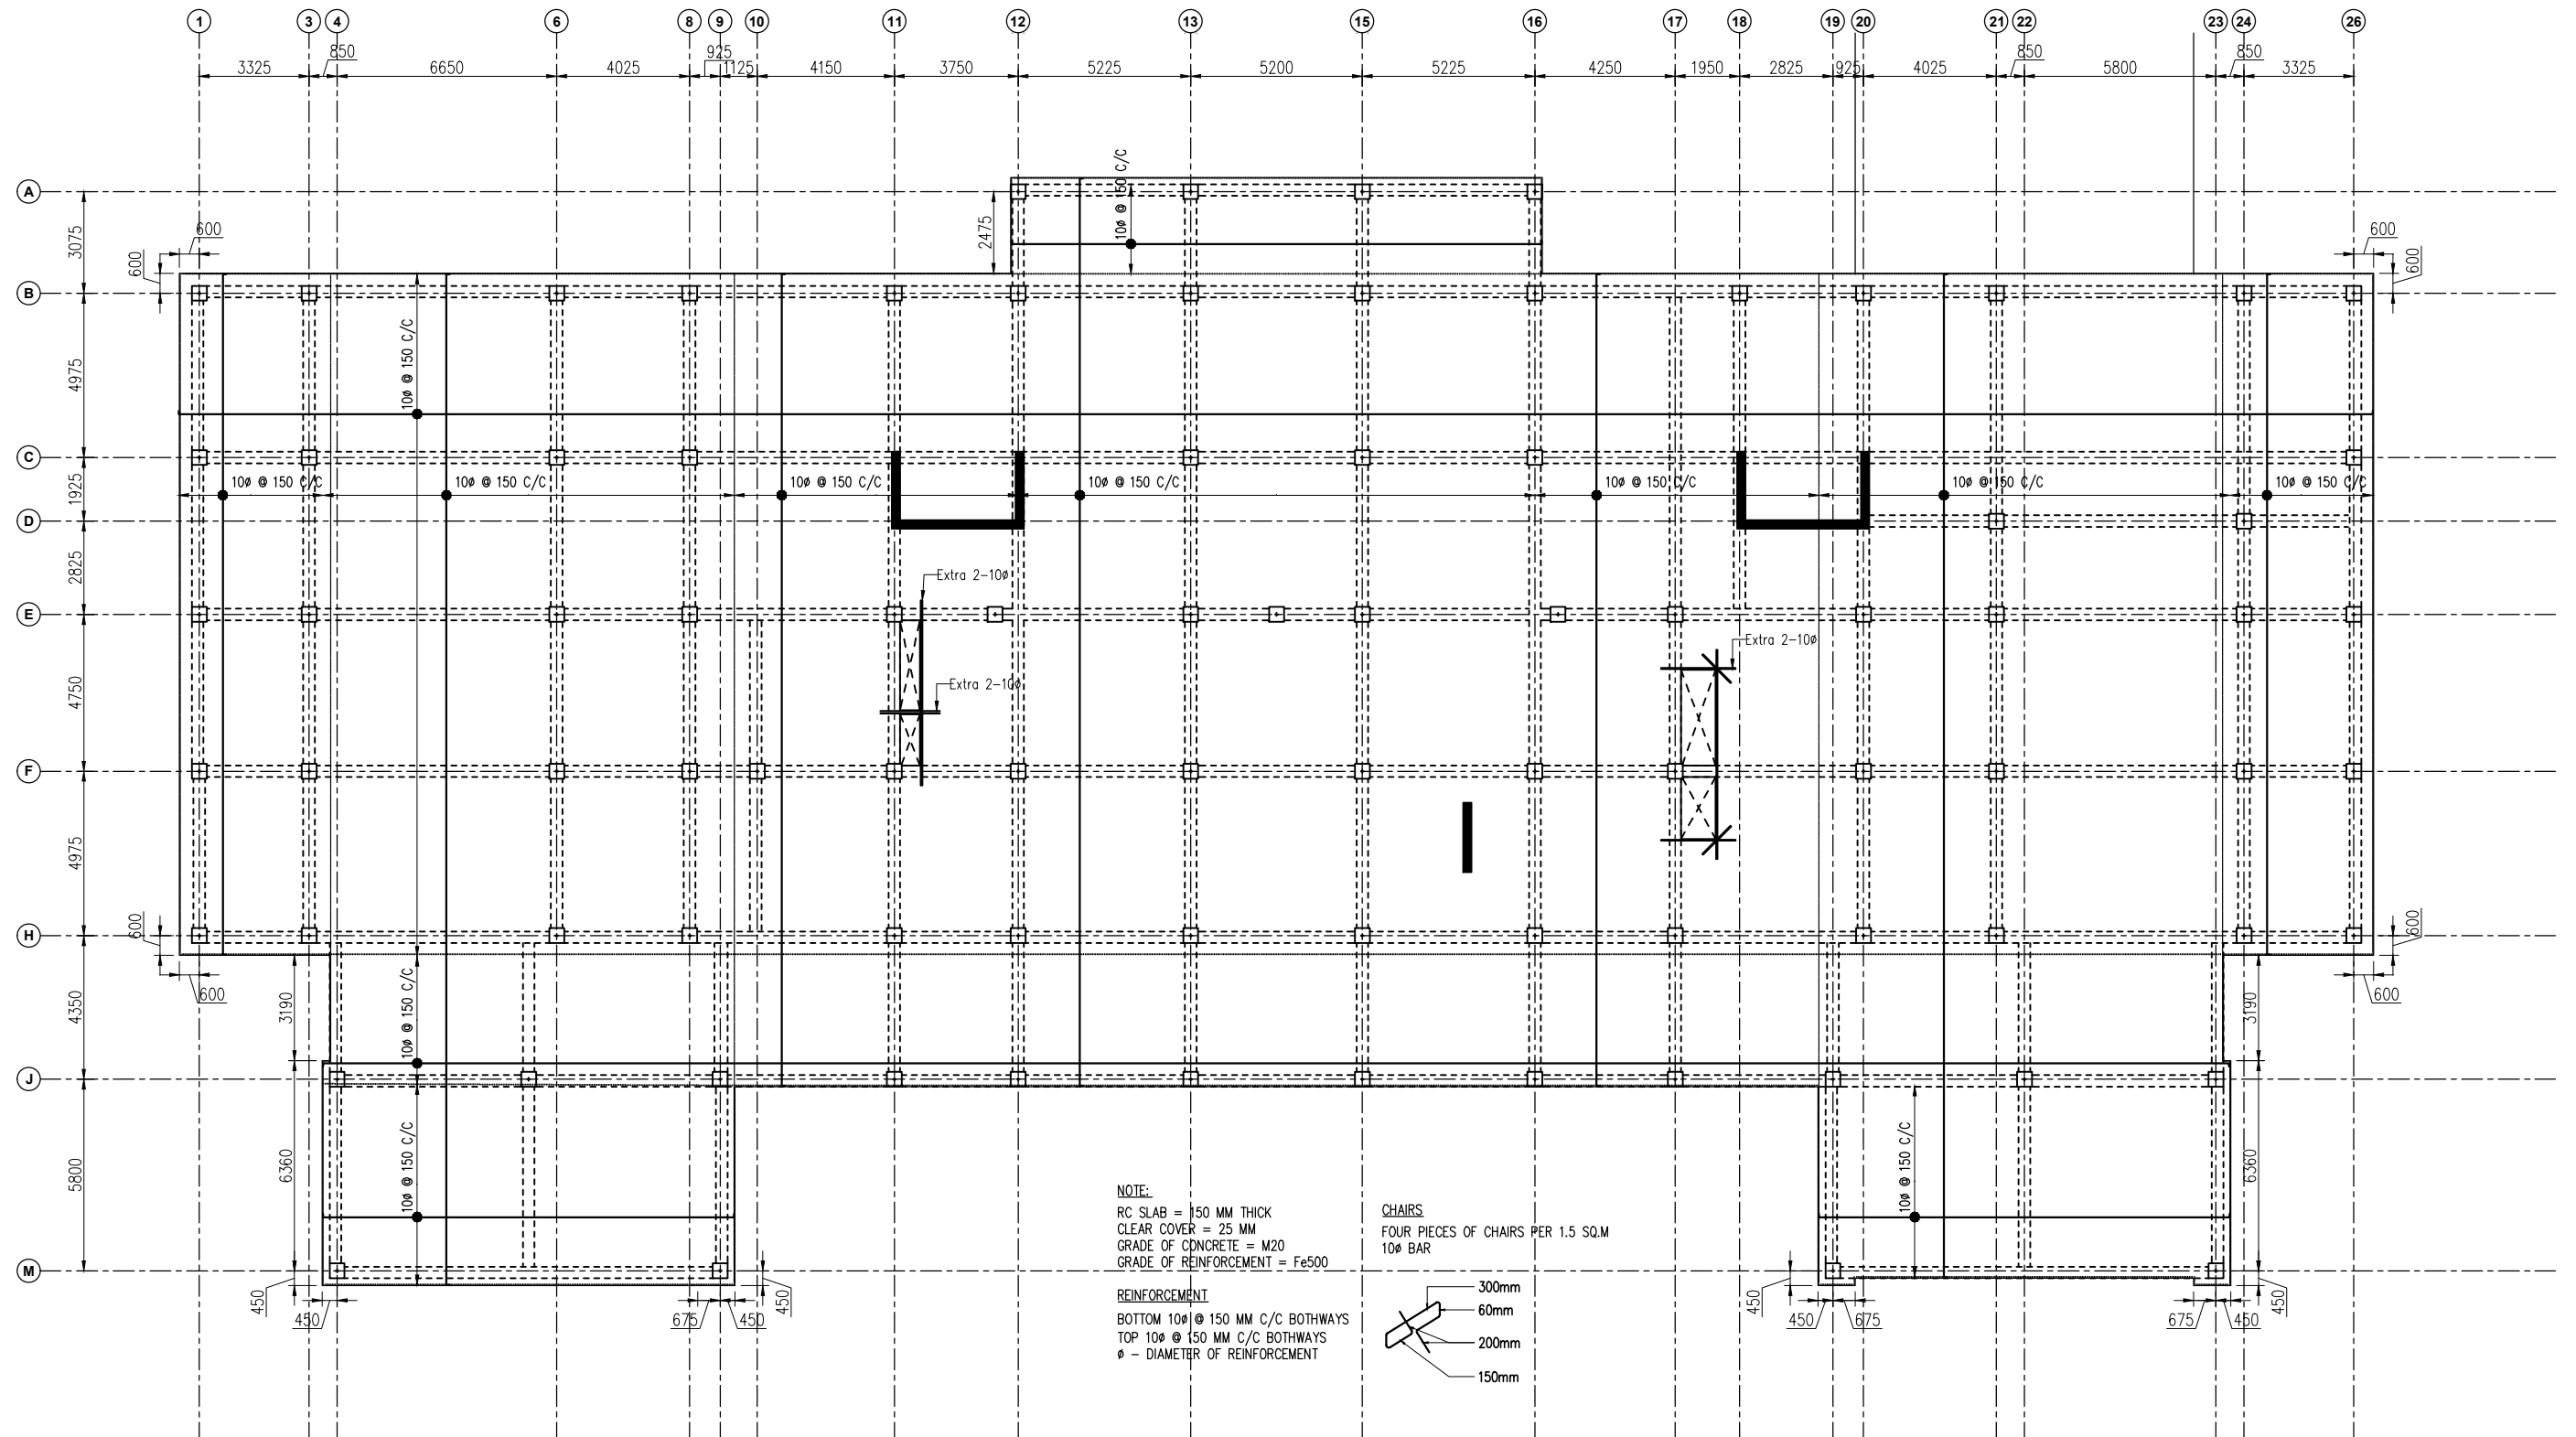 1 3 4 6 8 9 10 11 12 13 15 16 17 18 19 20 21 22 23 24 26
850 925 850 850
3325 6650 4025 1125 4150 3750 5225 5200 5225 4250 1950 2825 925 4025 5800 3325
A
3075
2475
10ø @ 150 C/C
600
600
600
600
B
4975
10ø @ 150 C/C
C
1925
10ø @ 150 C/C
10ø @ 150 C/C
10ø @ 150 C/C
10ø @ 150 C/C
10ø @ 150 C/C
10ø @ 150 C/C
10ø @ 150 C/C
D
2825
Extra 2-10ø
E
4750
Extra 2-10ø
Extra 2-10ø
F
4975
H
600
600
600
600
4350
3190
10ø @ 150 C/C
3190
J
5800
6360
10ø @ 150 C/C
10ø @ 150 C/C
6360
M
450
450
675
450
450
450
450
675
675
450
450
NOTE:
RC SLAB = 150 MM THICK
CLEAR COVER = 25 MM
GRADE OF CONCRETE = M20
GRADE OF REINFORCEMENT = Fe500
REINFORCEMENT
BOTTOM 10ø @ 150 MM C/C BOTHWAYS
TOP 10ø @ 150 MM C/C BOTHWAYS
ø - DIAMETER OF REINFORCEMENT
CHAIRS
FOUR PIECES OF CHAIRS PER 1.5 SQ.M
10ø BAR
300mm
60mm
200mm
150mm